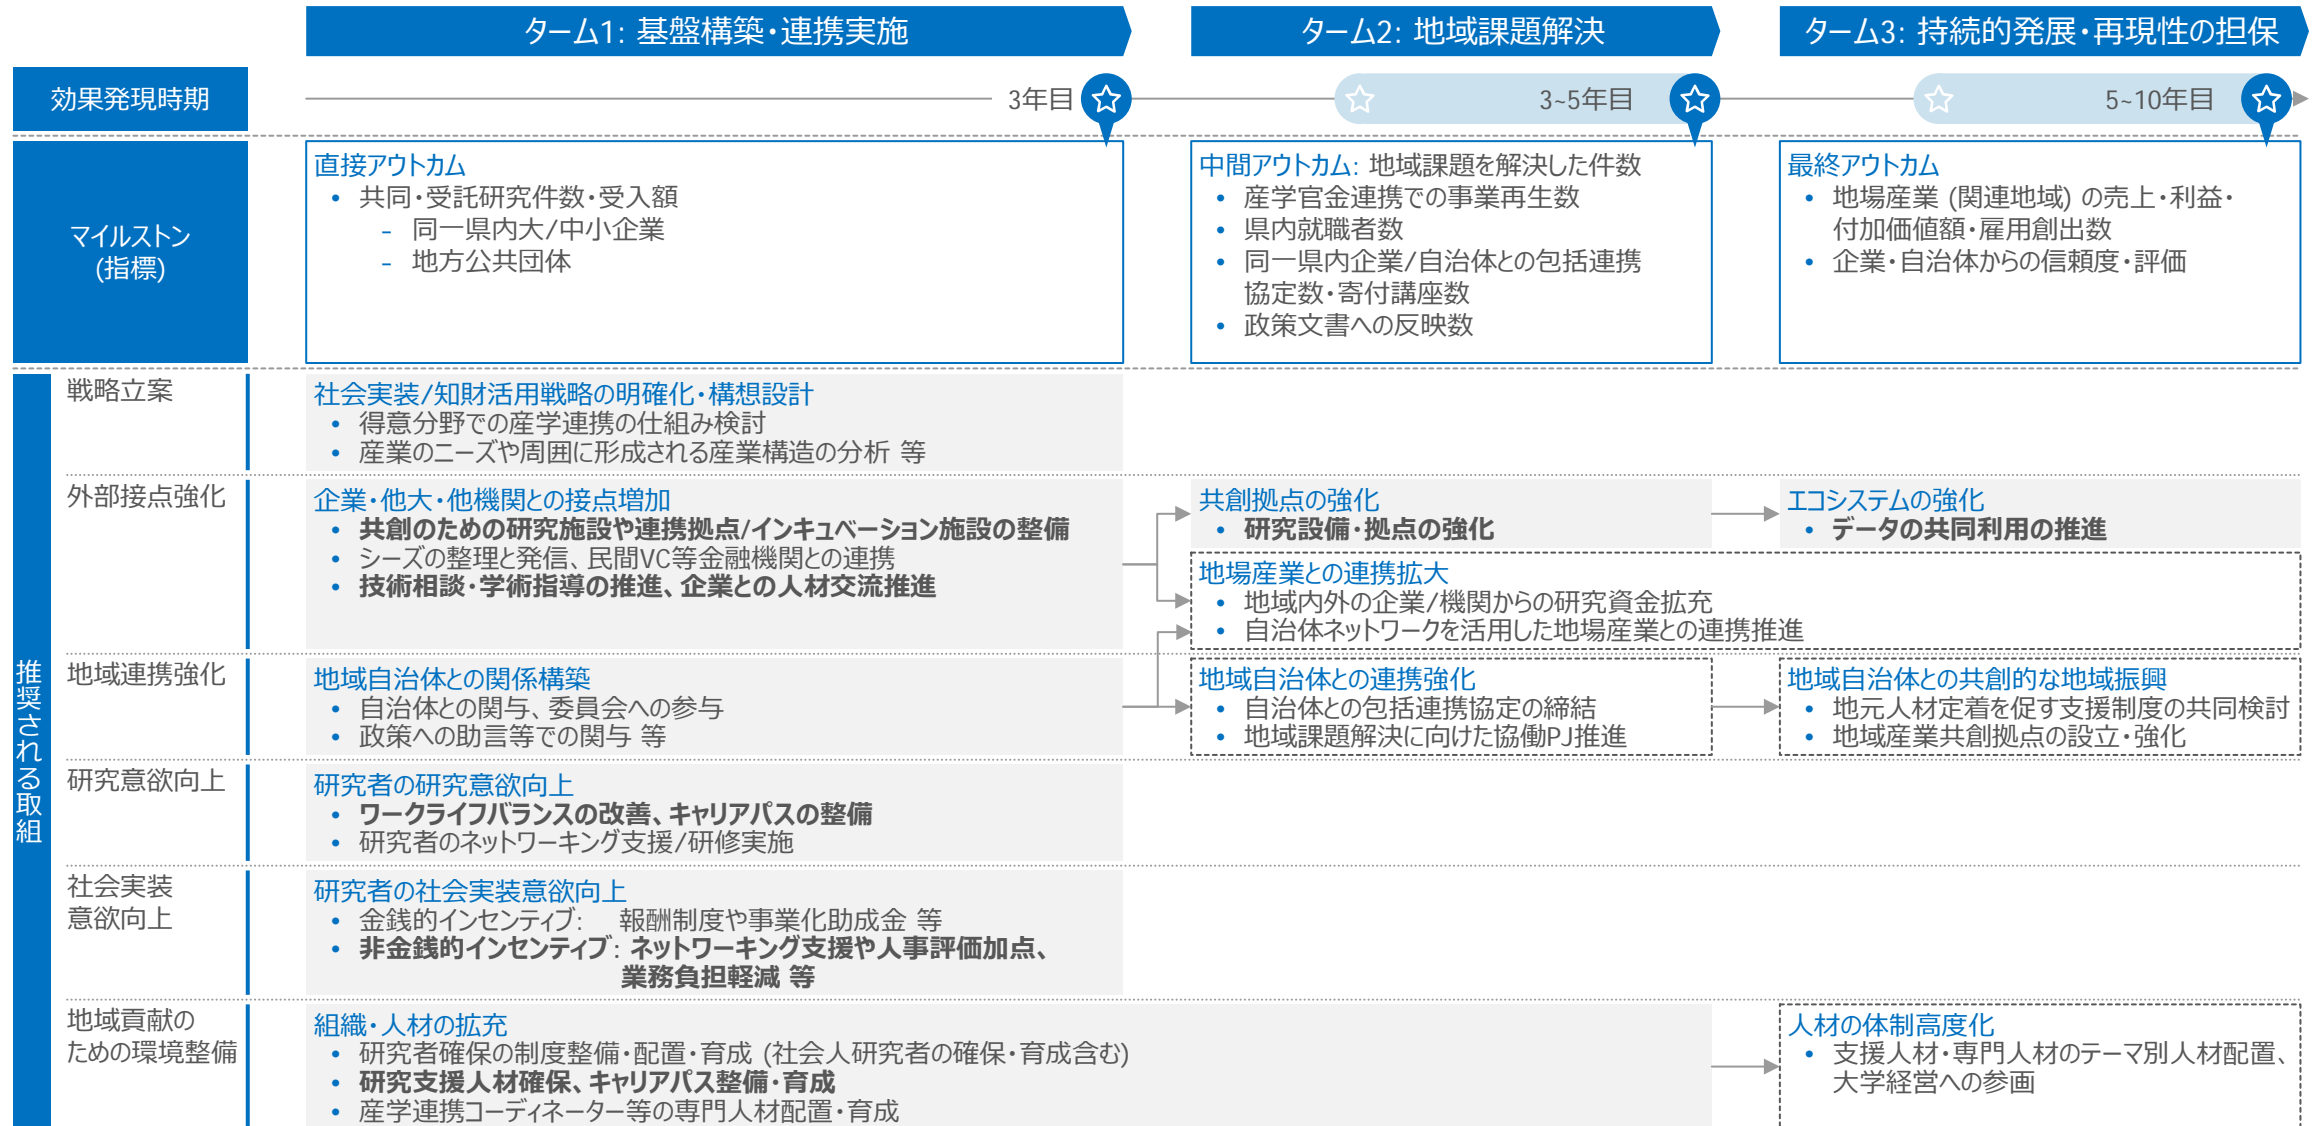 ターム1: 基盤構築・連携実施
ターム2: 地域課題解決
ターム3: 持続的発展・再現性の担保
効果発現時期
3年目
3~5年目
5~10年目
マイルストン
(指標)
直接アウトカム
• 共同・受託研究件数・受入額
- 同一県内大/中小企業
- 地方公共団体
中間アウトカム: 地域課題を解決した件数
• 産学官金連携での事業再生数
• 県内就職者数
• 同一県内企業/自治体との包括連携
協定数・寄付講座数
• 政策文書への反映数
最終アウトカム
• 地場産業 (関連地域) の売上・利益・
付加価値額・雇用創出数
• 企業・自治体からの信頼度・評価
推奨される取組
戦略立案
社会実装/知財活用戦略の明確化・構想設計
• 得意分野での産学連携の仕組み検討
• 産業のニーズや周囲に形成される産業構造の分析 等
外部接点強化
企業・他大・他機関との接点増加
• 共創のための研究施設や連携拠点/インキュベーション施設の整備
• シーズの整理と発信、民間VC等金融機関との連携
• 技術相談・学術指導の推進、企業との人材交流推進
共創拠点の強化
• 研究設備・拠点の強化
エコシステムの強化
• データの共同利用の推進
地場産業との連携拡大
• 地域内外の企業/機関からの研究資金拡充
• 自治体ネットワークを活用した地場産業との連携推進
地域連携強化
地域自治体との関係構築
• 自治体との関与、委員会への参与
• 政策への助言等での関与 等
地域自治体との連携強化
• 自治体との包括連携協定の締結
• 地域課題解決に向けた協働PJ推進
地域自治体との共創的な地域振興
• 地元人材定着を促す支援制度の共同検討
• 地域産業共創拠点の設立・強化
研究意欲向上
研究者の研究意欲向上
• ワークライフバランスの改善、キャリアパスの整備
• 研究者のネットワーキング支援/研修実施
社会実装
意欲向上
研究者の社会実装意欲向上
• 金銭的インセンティブ: 報酬制度や事業化助成金 等
• 非金銭的インセンティブ: ネットワーキング支援や人事評価加点、
業務負担軽減 等
地域貢献の
ための環境整備
組織・人材の拡充
• 研究者確保の制度整備・配置・育成 (社会人研究者の確保・育成含む)
• 研究支援人材確保、キャリアパス整備・育成
• 産学連携コーディネーター等の専門人材配置・育成
人材の体制高度化
• 支援人材・専門人材のテーマ別人材配置、
大学経営への参画